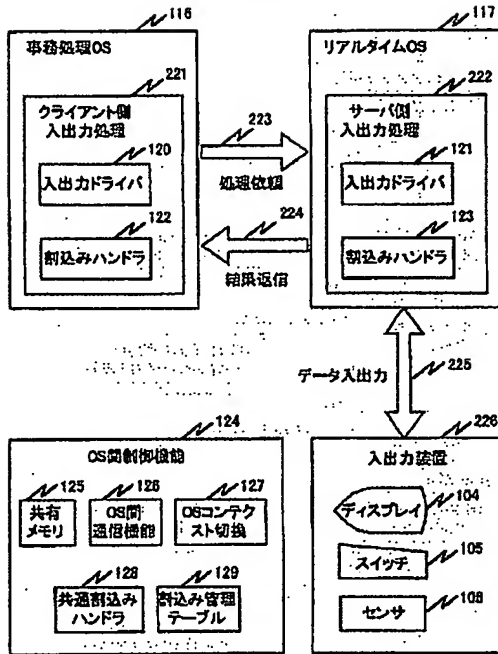 116
事務処理OS
221
クライアント側
入出力処理
120
入出力ドライバ
122
割込みハンドラ
223
処理依頼
224
結果返信
117
リアルタイムOS
222
サーバ側
入出力処理
121
入出力ドライバ
123
割込みハンドラ
データ入出力
225
124
OS間制御機能
125
共有
メモリ
126
OS間
通信機能
127
OSコンテク
スト切換
128
共通割込み
ハンドラ
129
割込み管理
テーブル
226
入出力装置
ディスプレイ
104
スイッチ
105
センサ
106